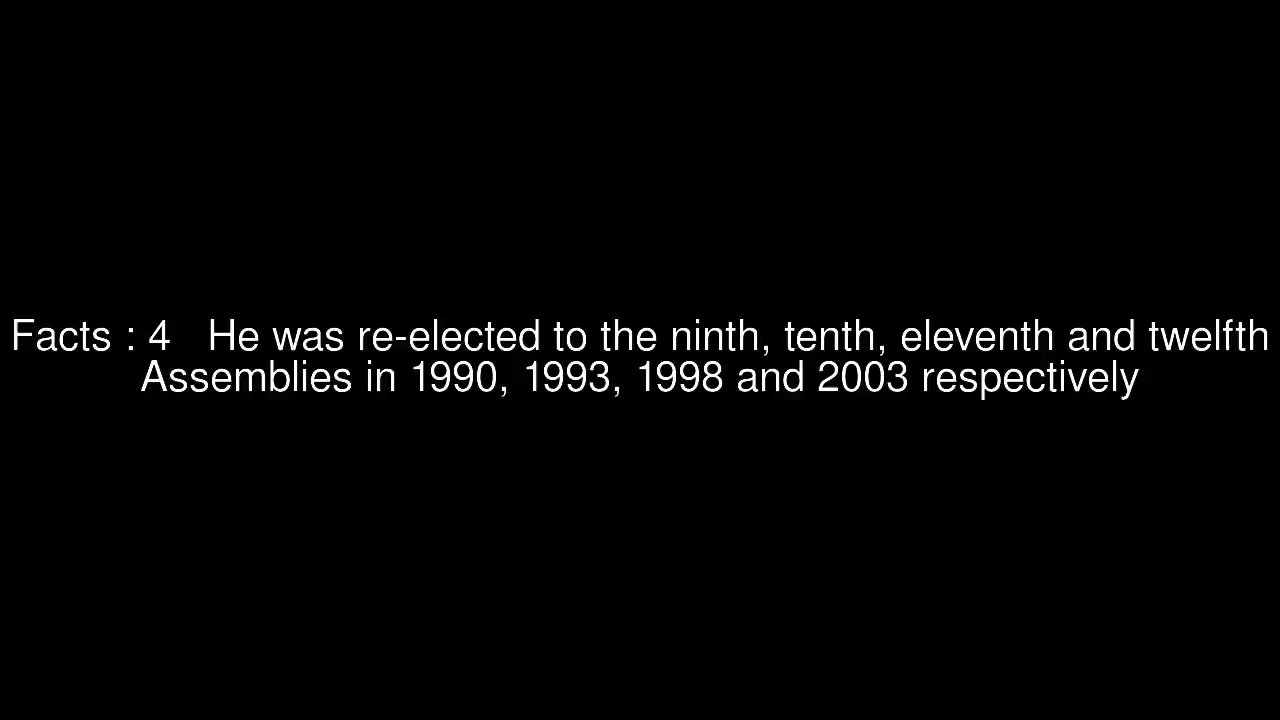 Facts : 4   He was re-elected to the ninth, tenth, eleventh and twelfth
Assemblies in 1990, 1993, 1998 and 2003 respectively